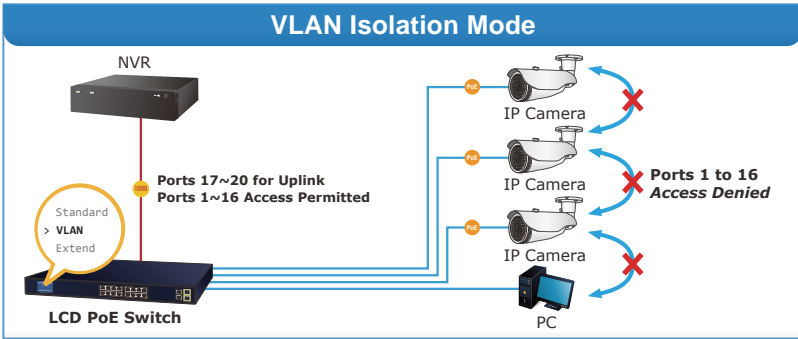 VLAN Isolation Mode
NVR
PoE
IP Camera
1000
Ports 17~20 for Uplink
Ports 1~16 Access Permitted
PoE
IP Camera
Ports 1 to 16
Access Denied
Standard
> VLAN
Extend
PoE
IP Camera
LCD PoE Switch
PC